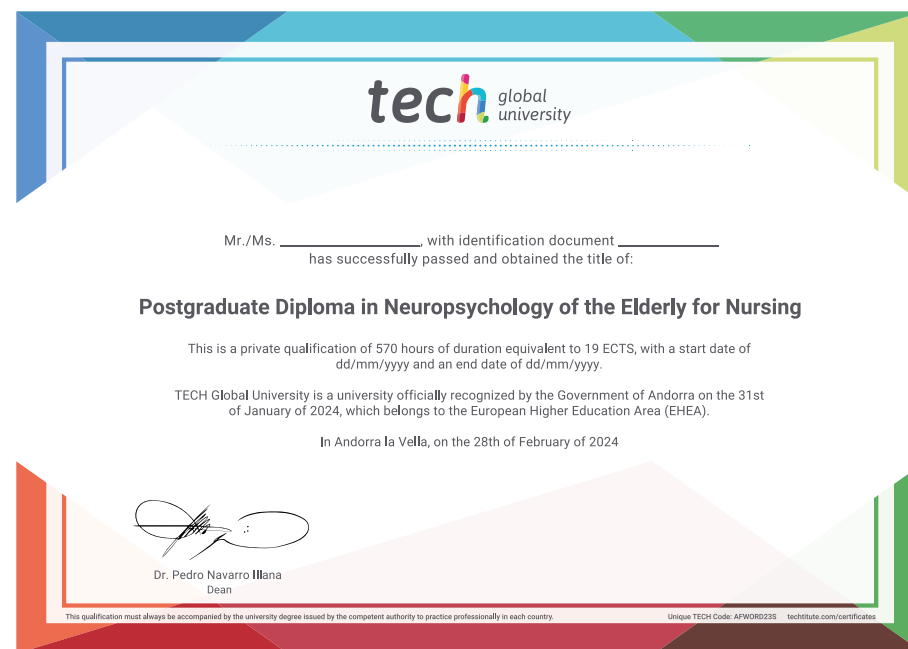 tech global university
Mr./Ms. ____________________, with identification document ______________
has successfully passed and obtained the title of:
Postgraduate Diploma in Neuropsychology of the Elderly for Nursing
This is a private qualification of 570 hours of duration equivalent to 19 ECTS, with a start date of
dd/mm/yyyy and an end date of dd/mm/yyyy.
TECH Global University is a university officially recognized by the Government of Andorra on the 31st
of January of 2024, which belongs to the European Higher Education Area (EHEA).
In Andorra la Vella, on the 28th of February of 2024
Dr. Pedro Navarro Illana
Dean
This qualification must always be accompanied by the university degree issued by the competent authority to practice professionally in each country.
Unique TECH Code: AFWORD23S techtitute.com/certificates